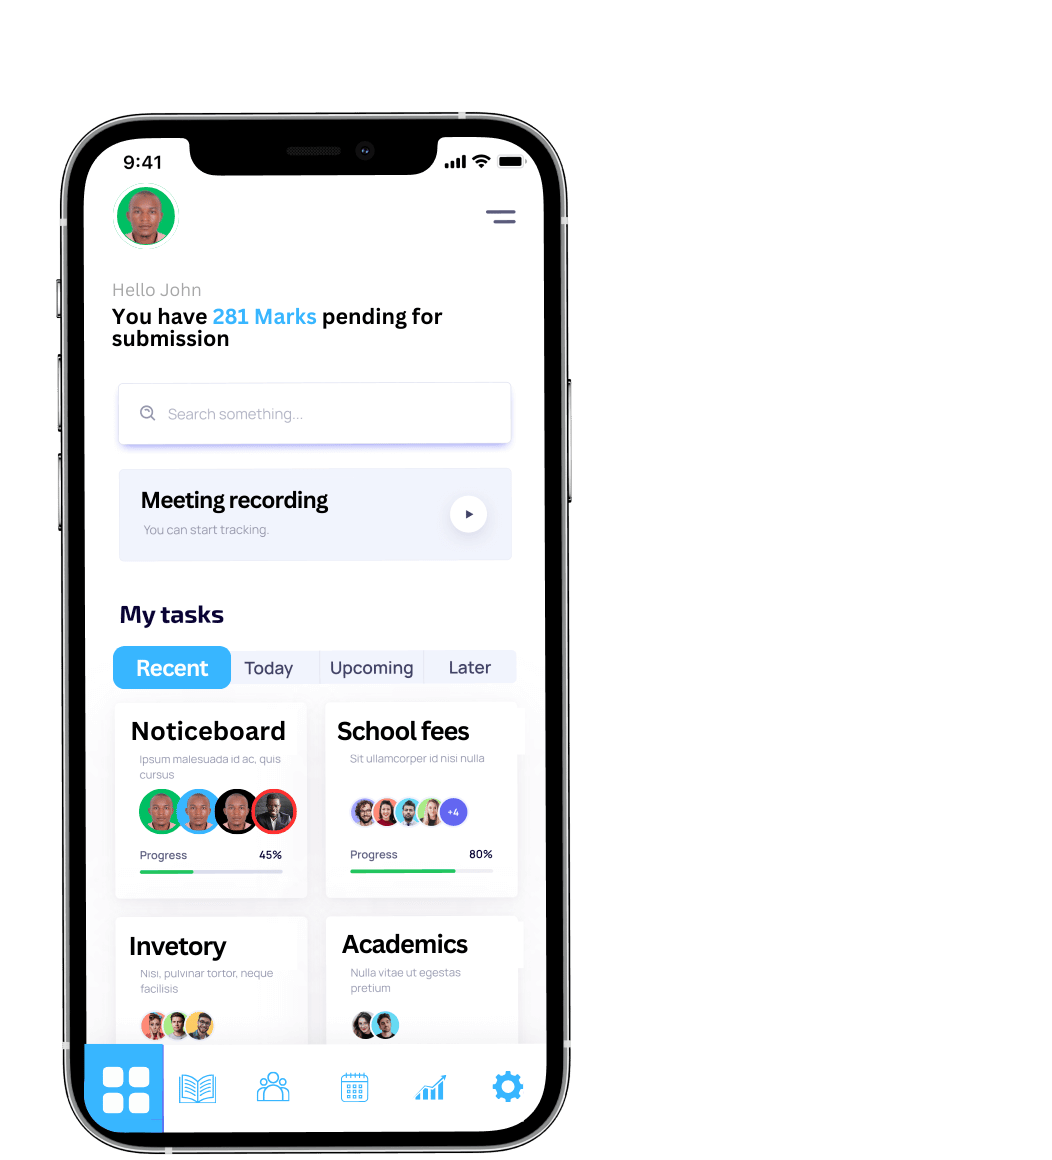 9:41
Hello John
You have 281 Marks pending for
submission
Search something...
Meeting recording
You can start tracking.
My tasks
Recent Today Upcoming Later
Noticeboard
Ipsum malesuada id ac, quis
cursus
Progress 45%
School fees
Sit ullamcorper id nisi nulla
+4
Progress 80%
Invetory
Nisi, pulvinar tortor, neque
facilisis
Academics
Nulla vitae ut egestas
pretium